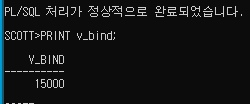 PL/SQL 처리가 정상적으로 완료되었습니다.
SCOTT>PRINT v_bind;
V_BIND
----------
15000